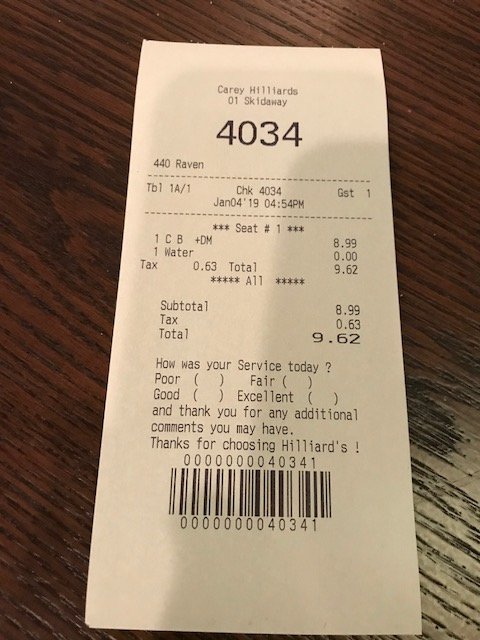 Carey Hilliards
01 Skidaway
4034
440 Raven
Tbl 1A/1 Chk 4034 Gst 1
Jan04'19 04:54PM
*** Seat # 1 ***
1 C B +DM 8.99
1 Water 0.00
Tax 0.63 Total 9.62
***** All *****
Subtotal 8.99
Tax 0.63
Total 9.62
How was your Service today ?
Poor ( ) Fair ( )
Good ( ) Excellent ( )
and thank you for any additional
comments you may have.
Thanks for choosing Hilliard's !
0000000040341
0000000040341